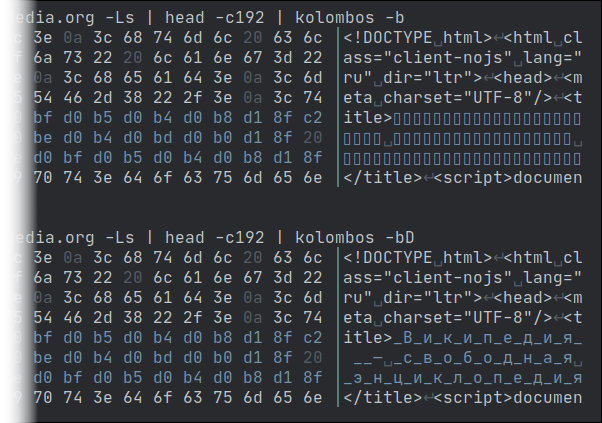 edia.org -Ls | head -c192 | kolombos -b
3e 0a 3c 68 74 6d 6c 20 63 6c │<!DOCTYPE␣html>↵<html␣cl
6a 73 22 20 6c 61 6e 67 3d 22 │ass="client-nojs"␣lang="
0a 3c 68 65 61 64 3e 0a 3c 6d │ru"␣dir="ltr">↵<head>↵<m
54 46 2d 38 22 2f 3e 0a 3c 74 │eta␣charset="UTF-8"/>↵<t
bf d0 b5 d0 b4 d0 b8 d1 8f c2 │itle>▯▯▯▯▯▯▯▯▯▯▯▯▯▯▯▯▯▯▯
be d0 b4 d0 bd d0 b0 d1 8f 20 │▯▯▯▯␣▯▯▯▯▯▯▯▯▯▯▯▯▯▯▯▯▯▯␣
d0 bf d0 b5 d0 b4 d0 b8 d1 8f │▯▯▯▯▯▯▯▯▯▯▯▯▯▯▯▯▯▯▯▯▯▯▯▯
70 74 3e 64 6f 63 75 6d 65 6e │</title>↵<script>documen
edia.org -Ls | head -c192 | kolombos -bD
3e 0a 3c 68 74 6d 6c 20 63 6c │<!DOCTYPE␣html>↵<html␣cl
6a 73 22 20 6c 61 6e 67 3d 22 │ass="client-nojs"␣lang="
0a 3c 68 65 61 64 3e 0a 3c 6d │ru"␣dir="ltr">↵<head>↵<m
54 46 2d 38 22 2f 3e 0a 3c 74 │eta␣charset="UTF-8"/>↵<t
bf d0 b5 d0 b4 d0 b8 d1 8f c2 │itle>_В_и_к_и_п_е_д_и_я_
be d0 b4 d0 bd d0 b0 d1 8f 20 │ __—␣_с_в_о_б_о_д_н_а_я␣
d0 bf d0 b5 d0 b4 d0 b8 d1 8f │_э_н_ц_и_к_л_о_п_е_д_и_я
70 74 3e 64 6f 63 75 6d 65 6e │</title>↵<script>documen